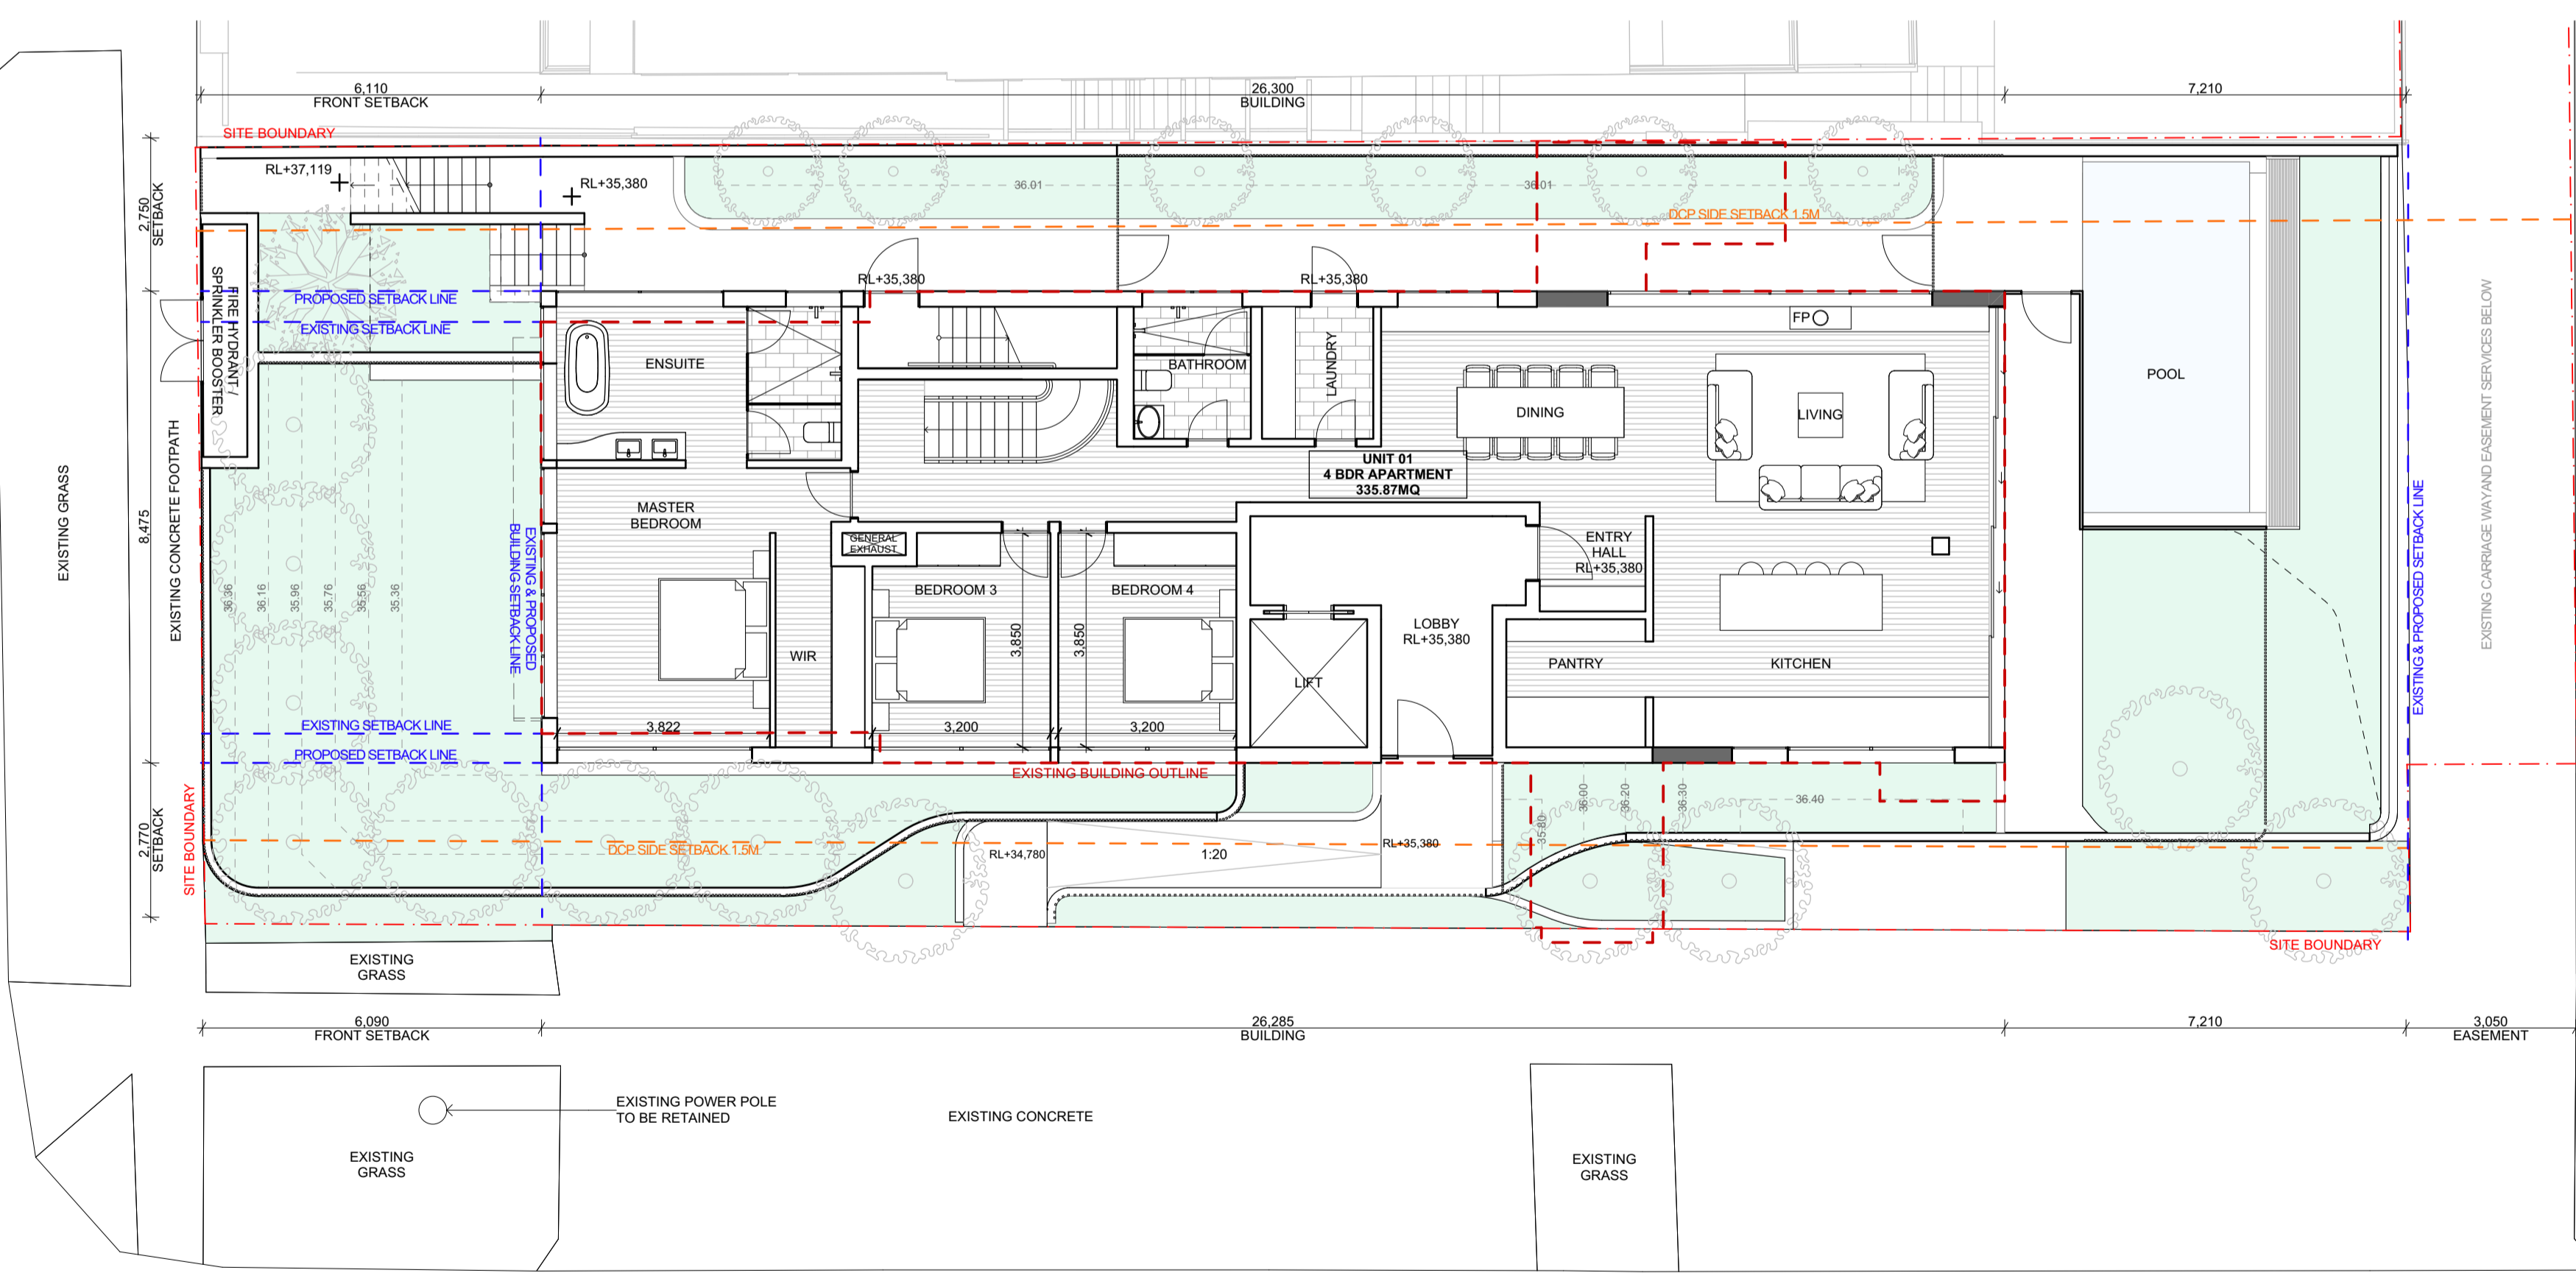 6,110
FRONT SETBACK
26,300
BUILDING
7,210
SITE BOUNDARY
RL+37,119
RL+35,380
36.01
36.01
DCP SIDE SETBACK 1.5M
2,750
SETBACK
FIRE HYDRANT /
SPRINKLER BOOSTER
PROPOSED SETBACK LINE
EXISTING SETBACK LINE
RL+35,380
RL+35,380
FP
ENSUITE
BATHROOM
LAUNDRY
DINING
LIVING
POOL
UNIT 01
4 BDR APARTMENT
335.87MQ
EXISTING GRASS
EXISTING CONCRETE FOOTPATH
8,475
MASTER
BEDROOM
EXISTING & PROPOSED
BUILDING SETBACK LINE
GENERAL
EXHAUST
ENTRY
HALL
RL+35,380
BEDROOM 3
BEDROOM 4
36.36
36.16
35.96
35.76
35.56
35.36
3,850
3,850
LOBBY
RL+35,380
WIR
LIFT
PANTRY
KITCHEN
EXISTING CARRIAGE WAY AND EASEMENT SERVICES BELOW
EXISTING & PROPOSED SETBACK LINE
EXISTING SETBACK LINE
PROPOSED SETBACK LINE
3,822
3,200
3,200
EXISTING BUILDING OUTLINE
SITE BOUNDARY
2,770
SETBACK
DCP SIDE SETBACK 1.5M
RL+34,780
1:20
RL+35,380
35.80
36.00
36.20
36.30
36.40
SITE BOUNDARY
EXISTING
GRASS
6,090
FRONT SETBACK
26,285
BUILDING
7,210
3,050
EASEMENT
EXISTING POWER POLE
TO BE RETAINED
EXISTING CONCRETE
EXISTING
GRASS
EXISTING
GRASS